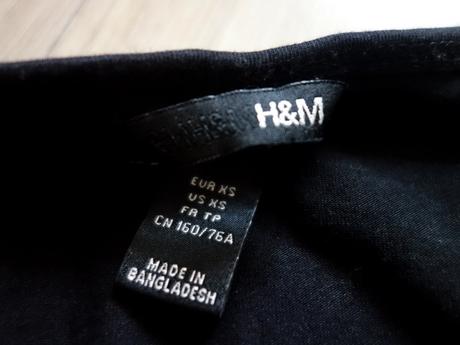 H&M
EUR XS
US XS
FR TP
CN 160/76A
MADE IN
BANGLADESH